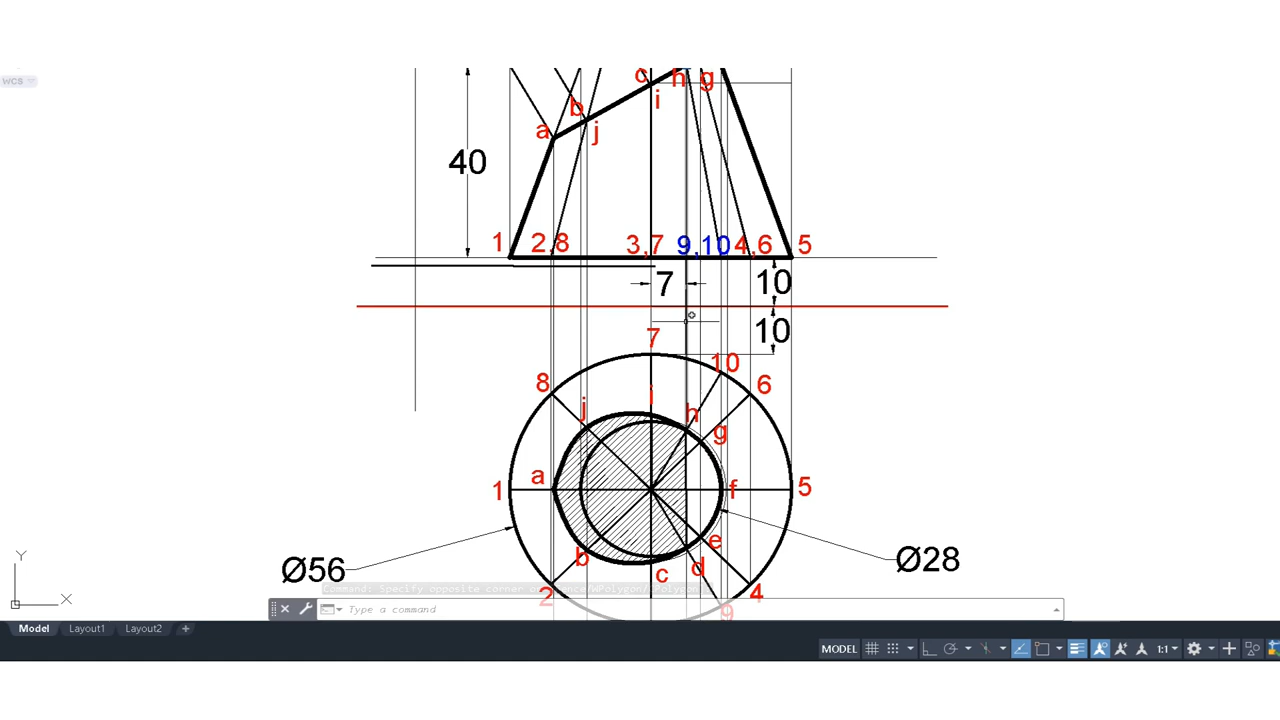 WCS
c
h
g
b
i
a
j
40
1
2,8
3,7
9,10
4,6
5
7
10
10
7
10
8
6
i
j
h
g
a
1
f
5
e
b
c
d
Ø56
Ø28
2
4
9
Y
X
Type a command
Model
Layout1
Layout2
+
MODEL
1:1